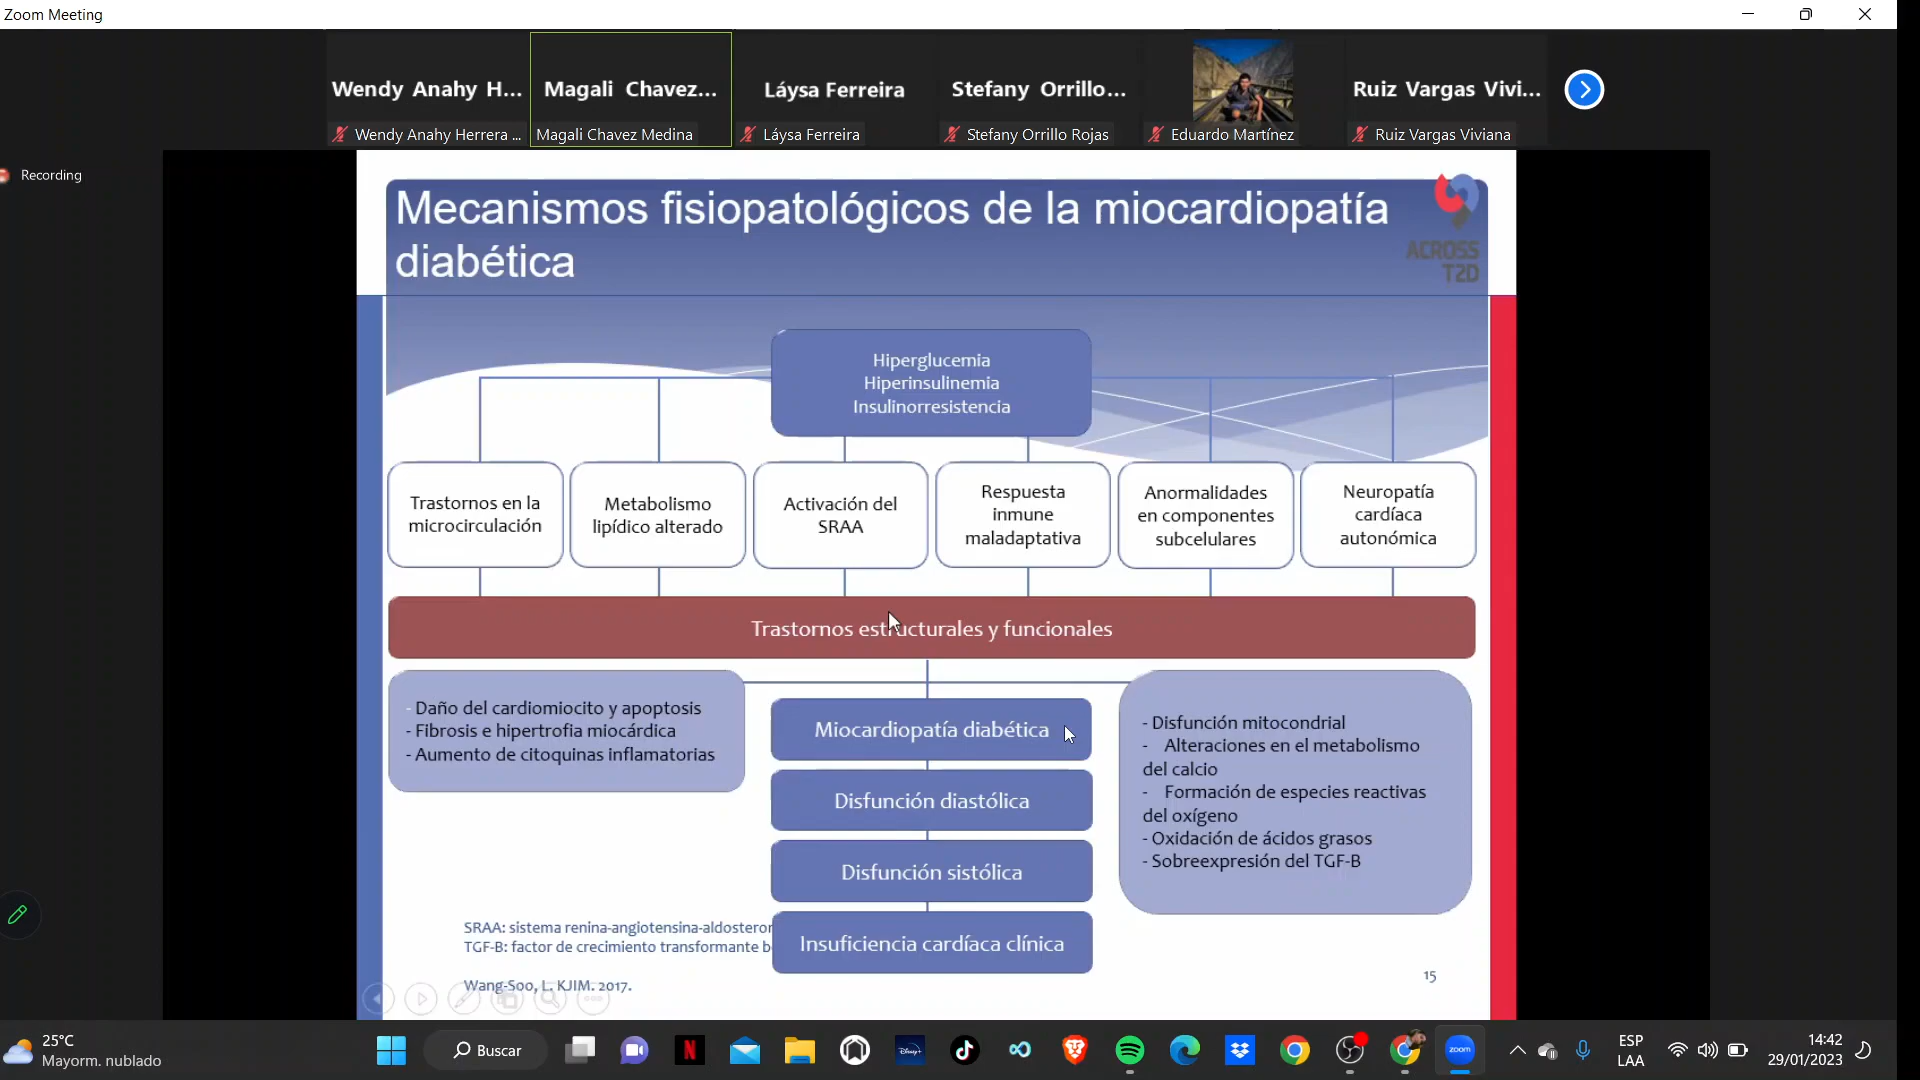 Zoom Meeting
Wendy Anahy H...
Magali Chavez...
Láysa Ferreira
Stefany Orrillo...
Ruiz Vargas Vivi...
Wendy Anahy Herrera ...
Magali Chavez Medina
Láysa Ferreira
Stefany Orrillo Rojas
Eduardo Martínez
Ruiz Vargas Viviana
Recording
Mecanismos fisiopatológicos de la miocardiopatía
diabética
ACROSS
T2D
Hiperglucemia
Hiperinsulinemia
Insulinorresistencia
Trastornos en la
microcirculación
Metabolismo
lipídico alterado
Activación del
SRAA
Respuesta
inmune
maladaptativa
Anormalidades
en componentes
subcelulares
Neuropatía
cardíaca
autonómica
Trastornos estructurales y funcionales
- Daño del cardiomiocito y apoptosis
- Fibrosis e hipertrofia miocárdica
- Aumento de citoquinas inflamatorias
Miocardiopatía diabética
Disfunción diastólica
Disfunción sistólica
Insuficiencia cardíaca clínica
- Disfunción mitocondrial
- Alteraciones en el metabolismo
del calcio
- Formación de especies reactivas
del oxígeno
- Oxidación de ácidos grasos
- Sobreexpresión del TGF-B
SRAA: sistema renina-angiotensina-aldosteron
TGF-B: factor de crecimiento transformante b
Wang-Soo, L. KJIM. 2017.
15
25°C
Mayorm. nublado
Buscar
Disney+
zoom
ESP
LAA
14:42
29/01/2023